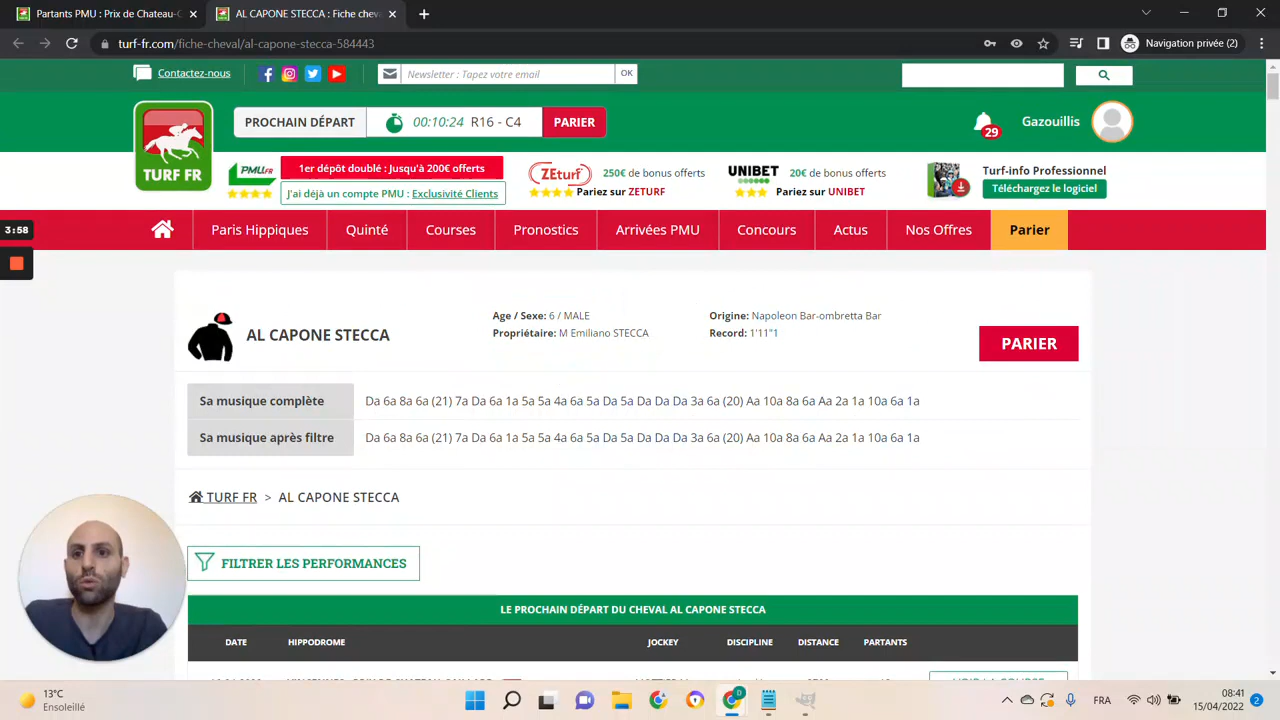 Partants PMU : Prix de Chateau-G
AL CAPONE STECCA : Fiche chev
turf-fr.com/fiche-cheval/al-capone-stecca-584443
Navigation privée (2)
Contactez-nous
Newsletter : Tapez votre email
OK
TURF FR
PROCHAIN DÉPART
00:10:24 R16 - C4
PARIER
29
Gazouillis
PMU.FR
1er dépôt doublé : Jusqu'à 200€ offerts
J'ai déjà un compte PMU : Exclusivité Clients
ZEturf
250€ de bonus offerts
Pariez sur ZETURF
UNIBET
20€ de bonus offerts
Pariez sur UNIBET
Turf-info Professionnel
Téléchargez le logiciel
3:58
Paris Hippiques
Quinté
Courses
Pronostics
Arrivées PMU
Concours
Actus
Nos Offres
Parier
AL CAPONE STECCA
Age / Sexe: 6 / MALE
Propriétaire: M Emiliano STECCA
Origine: Napoleon Bar-ombretta Bar
Record: 1'11"1
PARIER
Sa musique complète
Da 6a 8a 6a (21) 7a Da 6a 1a 5a 5a 4a 6a 5a Da 5a Da Da Da 3a 6a (20) Aa 10a 8a 6a Aa 2a 1a 10a 6a 1a
Sa musique après filtre
Da 6a 8a 6a (21) 7a Da 6a 1a 5a 5a 4a 6a 5a Da 5a Da Da Da 3a 6a (20) Aa 10a 8a 6a Aa 2a 1a 10a 6a 1a
TURF FR > AL CAPONE STECCA
FILTRER LES PERFORMANCES
LE PROCHAIN DÉPART DU CHEVAL AL CAPONE STECCA
DATE
HIPPODROME
JOCKEY
DISCIPLINE
DISTANCE
PARTANTS
13°C
Ensoleillé
FRA
08:41
15/04/2022
2